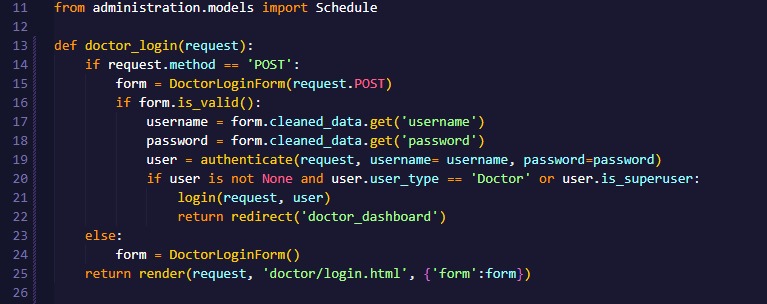 11 from administration.models import Schedule
12
13 def doctor_login(request):
14     if request.method == 'POST':
15         form = DoctorLoginForm(request.POST)
16         if form.is_valid():
17             username = form.cleaned_data.get('username')
18             password = form.cleaned_data.get('password')
19             user = authenticate(request, username= username, password=password)
20             if user is not None and user.user_type == 'Doctor' or user.is_superuser:
21                 login(request, user)
22                 return redirect('doctor_dashboard')
23     else:
24         form = DoctorLoginForm()
25     return render(request, 'doctor/login.html', {'form':form})
26